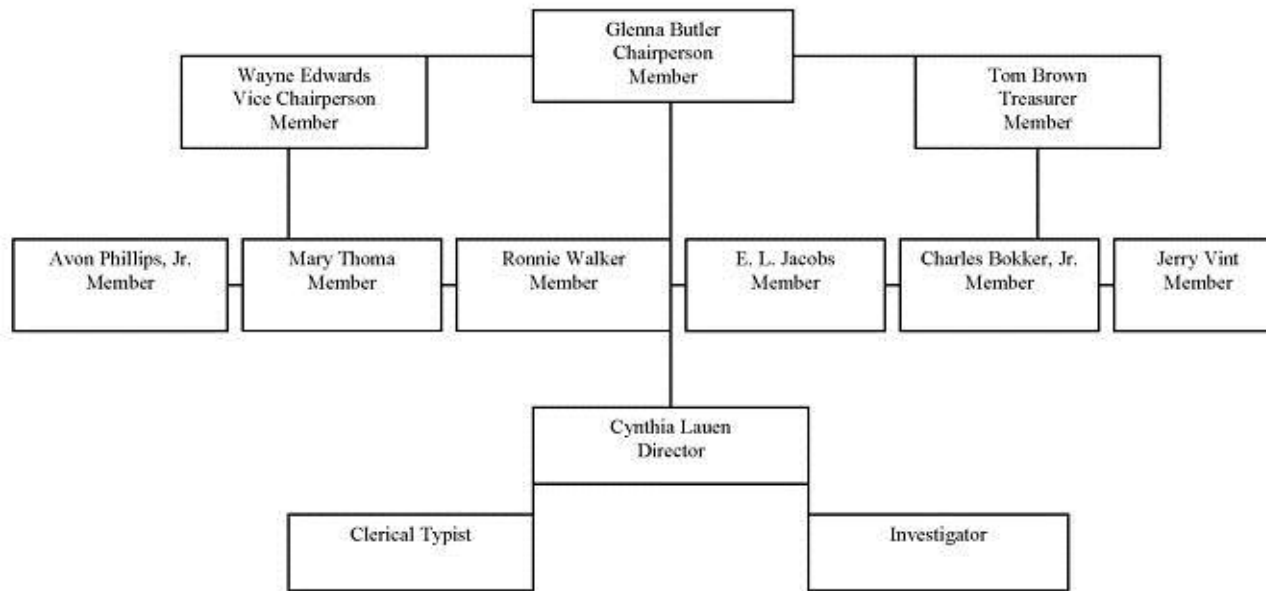 Glenna Butler
Chairperson
Member
Wayne Edwards
Vice Chairperson
Member
Tom Brown
Treasurer
Member
Avon Phillips, Jr.
Member
Mary Thoma
Member
Ronnie Walker
Member
E. L. Jacobs
Member
Charles Bokker, Jr.
Member
Jerry Vint
Member
Cynthia Lauen
Director
Clerical Typist
Investigator